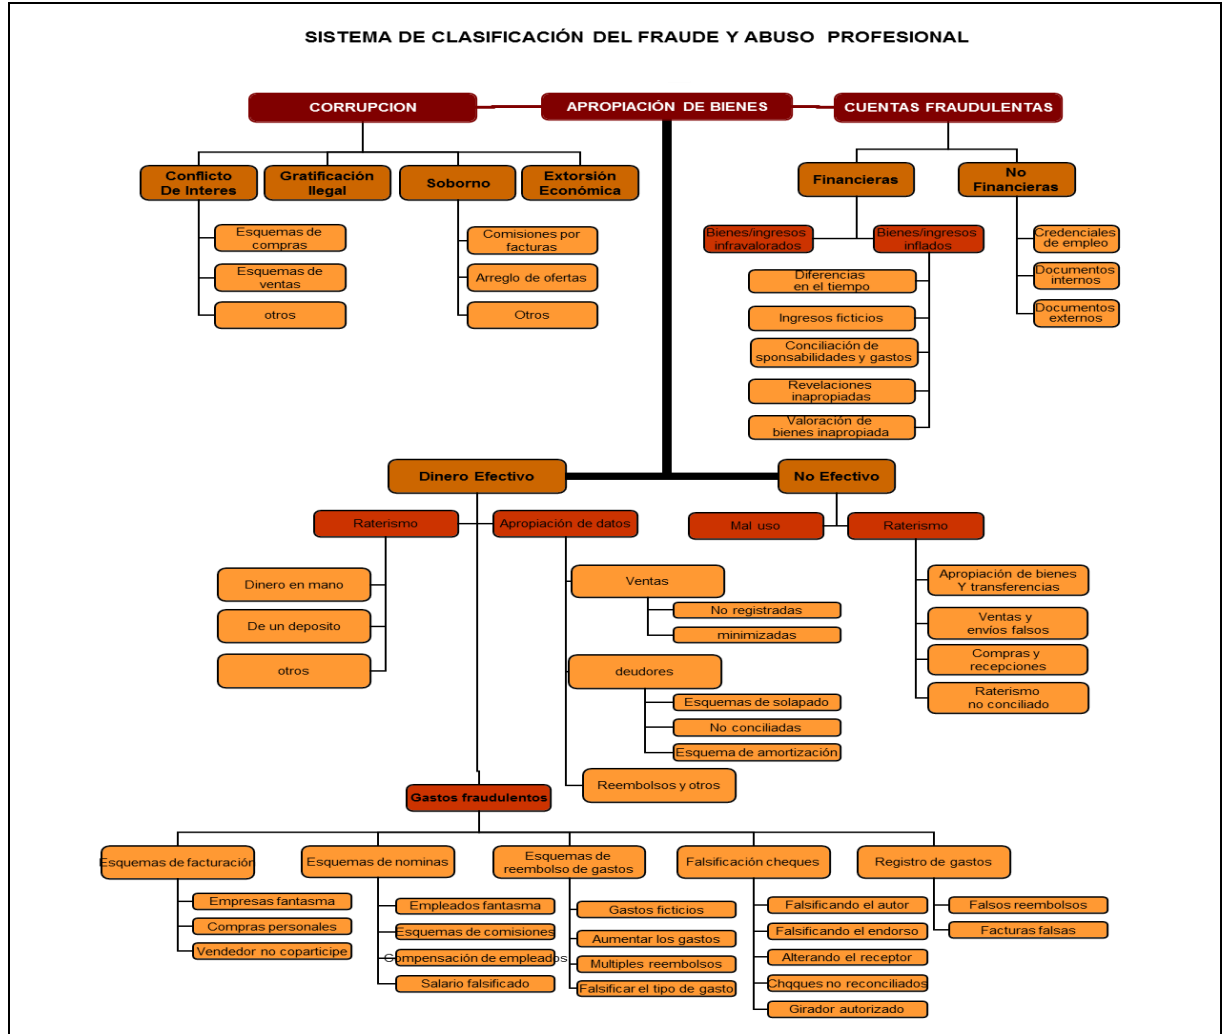 SISTEMA DE CLASIFICACIÓN DEL FRAUDE Y ABUSO PROFESIONAL
CORRUPCION
APROPIACIÓN DE BIENES
CUENTAS FRAUDULENTAS
Conflicto
De Interes
Gratificación
Ilegal
Soborno
Extorsión
Económica
Financieras
No
Financieras
Esquemas de
compras
Esquemas de
ventas
otros
Comisiones por
facturas
Arreglo de ofertas
Otros
Bienes/ingresos
infravalorados
Bienes/ingresos
inflados
Diferencias
en el tiempo
Ingresos ficticios
Conciliación de
sponsabilidades y gastos
Revelaciones
inapropiadas
Valoración de
bienes inapropiada
Credenciales
de empleo
Documentos
internos
Documentos
externos
Dinero Efectivo
No Efectivo
Raterismo
Apropiación de datos
Mal uso
Raterismo
Dinero en mano
De un deposito
otros
Ventas
No registradas
minimizadas
deudores
Esquemas de solapado
No conciliadas
Esquema de amortización
Reembolsos y otros
Apropiación de bienes
Y transferencias
Ventas y
envíos falsos
Compras y
recepciones
Raterismo
no conciliado
Gastos fraudulentos
Esquemas de facturación
Esquemas de nominas
Esquemas de
reembolso de gastos
Falsificación cheques
Registro de gastos
Empresas fantasma
Compras personales
Vendedor no coparticipe
Empleados fantasma
Esquemas de comisiones
Compensación de empleados
Salario falsificado
Gastos ficticios
Aumentar los gastos
Multiples reembolsos
Falsificar el tipo de gasto
Falsificando el autor
Falsificando el endorso
Alterando el receptor
Chqques no reconciliados
Girador autorizado
Falsos reembolsos
Facturas falsas